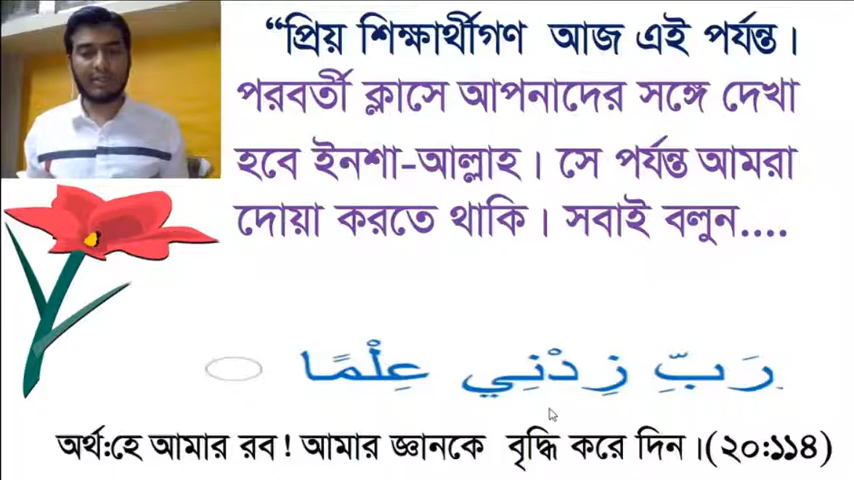 “প্রিয় শিক্ষার্থীগণ আজ এই পর্যন্ত।
পরবর্তী ক্লাসে আপনাদের সঙ্গে দেখা
হবে ইনশা-আল্লাহ। সে পর্যন্ত আমরা
দোয়া করতে থাকি। সবাই বলুন....
رَبِّ زِدْنِي عِلْمًا
অর্থ:হে আমার রব! আমার জ্ঞানকে বৃদ্ধি করে দিন।(২০:১১৪)